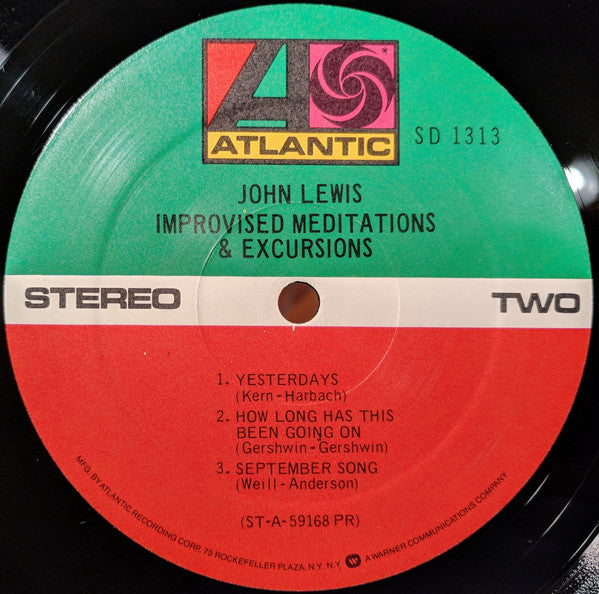 ATLANTIC
SD 1313
JOHN LEWIS
IMPROVISED MEDITATIONS
& EXCURSIONS
STEREO
TWO
1. YESTERDAYS
(Kern-Harbach)
2. HOW LONG HAS THIS
BEEN GOING ON
(Gershwin-Gershwin)
3. SEPTEMBER SONG
(Weill-Anderson)
(ST-A-59168 PR)
MFG. BY ATLANTIC RECORDING CORP. 75 ROCKEFELLER PLAZA, N.Y. N.Y. A WARNER COMMUNICATIONS COMPANY